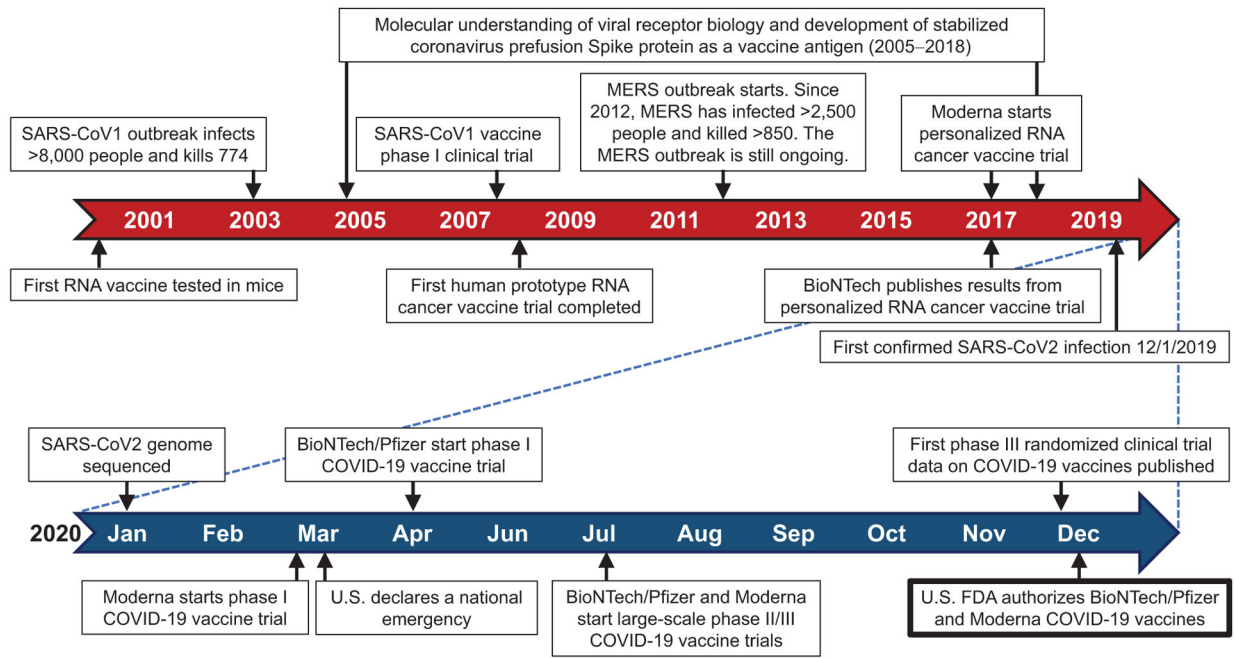 Molecular understanding of viral receptor biology and development of stabilized
coronavirus prefusion Spike protein as a vaccine antigen (2005–2018)
SARS-CoV1 outbreak infects
>8,000 people and kills 774
SARS-CoV1 vaccine
phase I clinical trial
MERS outbreak starts. Since
2012, MERS has infected >2,500
people and killed >850. The
MERS outbreak is still ongoing.
Moderna starts
personalized RNA
cancer vaccine trial
2001 2003 2005 2007 2009 2011 2013 2015 2017 2019
First RNA vaccine tested in mice
First human prototype RNA
cancer vaccine trial completed
BioNTech publishes results from
personalized RNA cancer vaccine trial
First confirmed SARS-CoV2 infection 12/1/2019
SARS-CoV2 genome
sequenced
BioNTech/Pfizer start phase I
COVID-19 vaccine trial
First phase III randomized clinical trial
data on COVID-19 vaccines published
2020 Jan Feb Mar Apr Jun Jul Aug Sep Oct Nov Dec
Moderna starts phase I
COVID-19 vaccine trial
U.S. declares a national
emergency
BioNTech/Pfizer and Moderna
start large-scale phase II/III
COVID-19 vaccine trials
U.S. FDA authorizes BioNTech/Pfizer
and Moderna COVID-19 vaccines